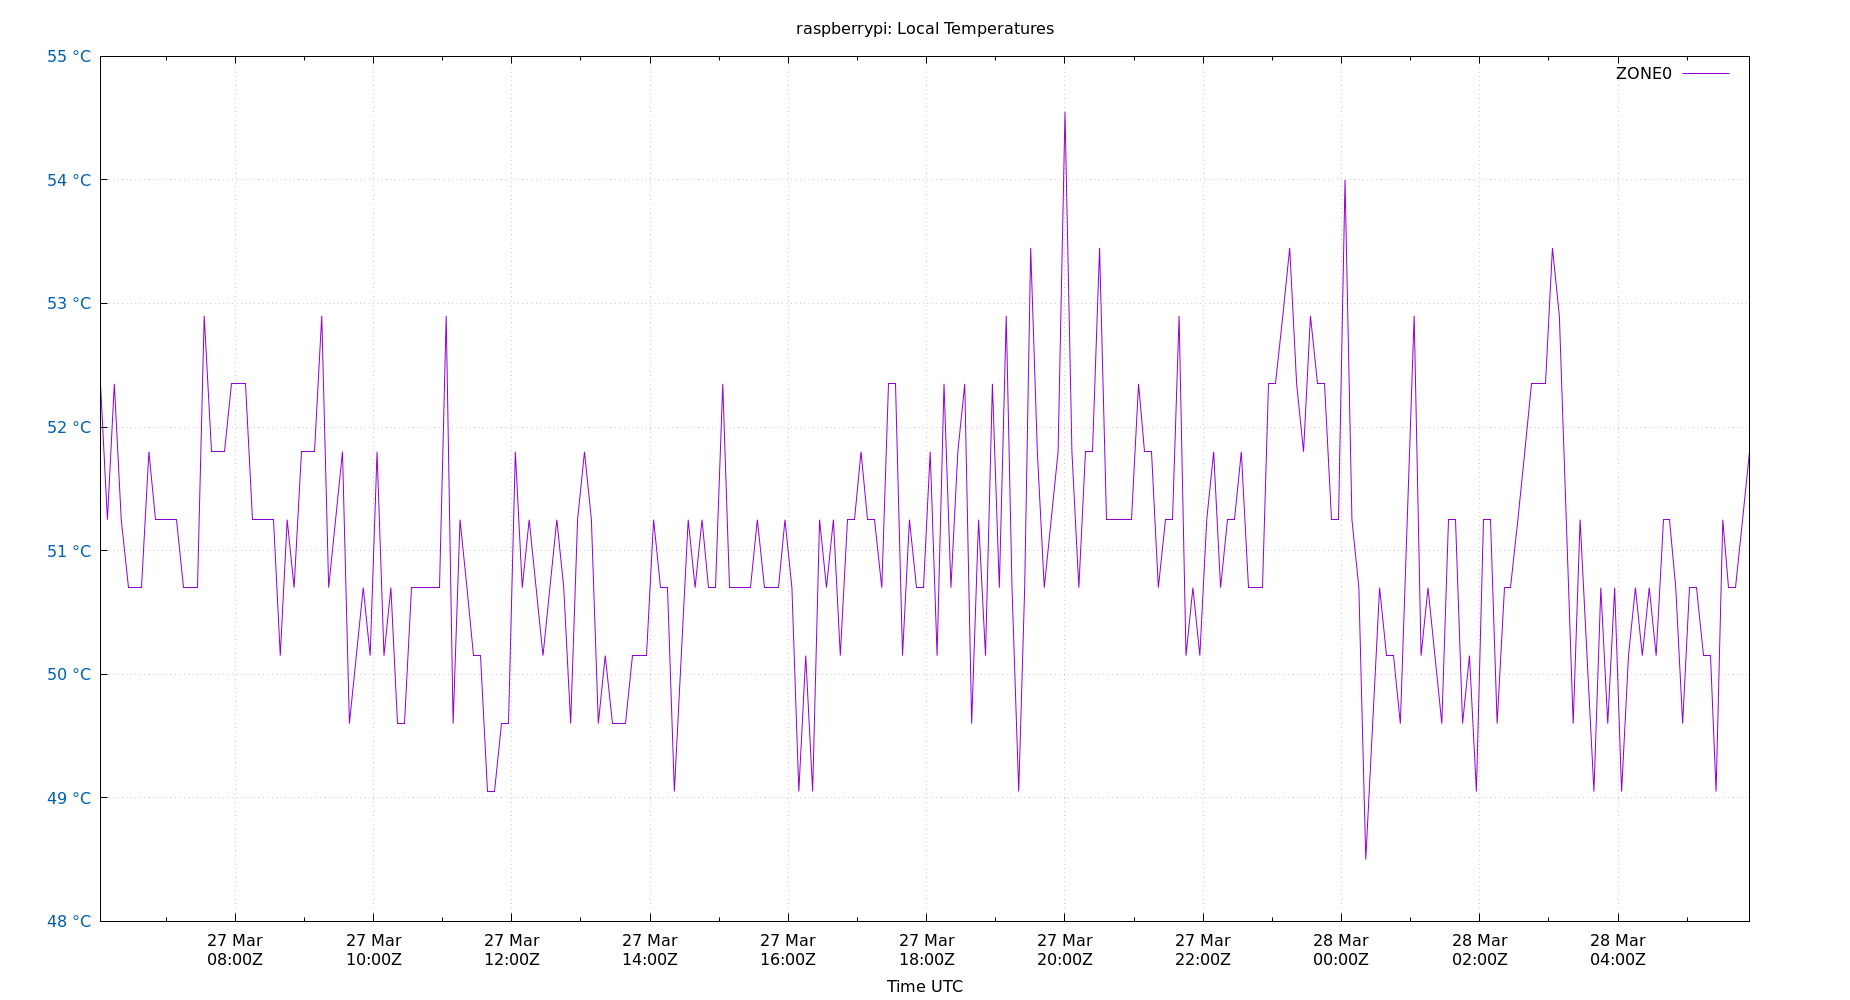 raspberrypi: Local Temperatures
55 °C
ZONE0
54 °C
53 °C
52 °C
51 °C
50 °C
49 °C
48 °C
27 Mar 27 Mar 27 Mar 27 Mar 27 Mar 27 Mar 27 Mar 27 Mar 28 Mar 28 Mar 28 Mar
08:00Z 10:00Z 12:00Z 14:00Z 16:00Z 18:00Z 20:00Z 22:00Z 00:00Z 02:00Z 04:00Z
Time UTC